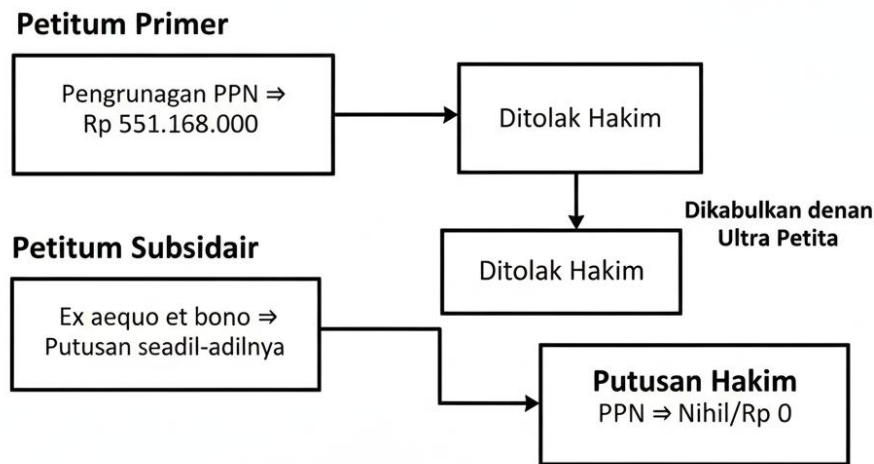 Petitum Primer
Pengrunagan PPN ⇒
Rp 551.168.000
Ditolak Hakim
Dikabulkan denan
Ultra Petita
Petitum Subsidair
Ditolak Hakim
Ex aequo et bono ⇒
Putusan seadil-adilnya
Putusan Hakim
PPN ⇒ Nihil/Rp 0